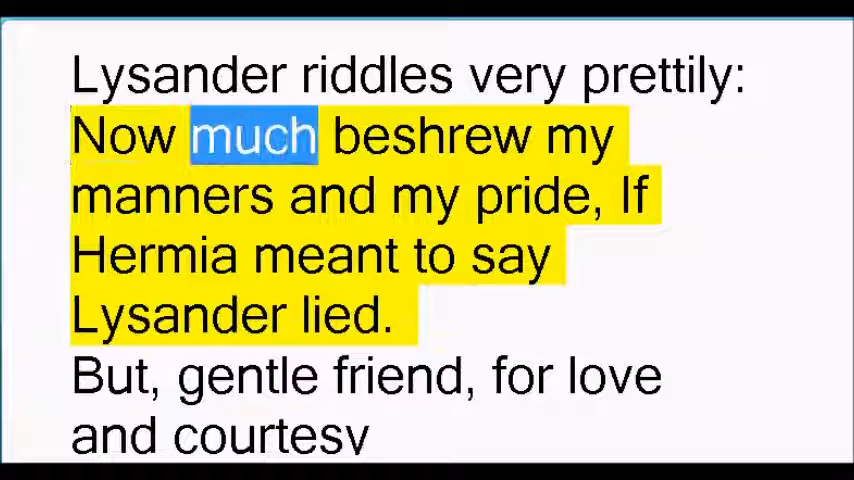 Lysander riddles very prettily:
Now much beshrew my
manners and my pride, If
Hermia meant to say
Lysander lied.
But, gentle friend, for love
and courtesy